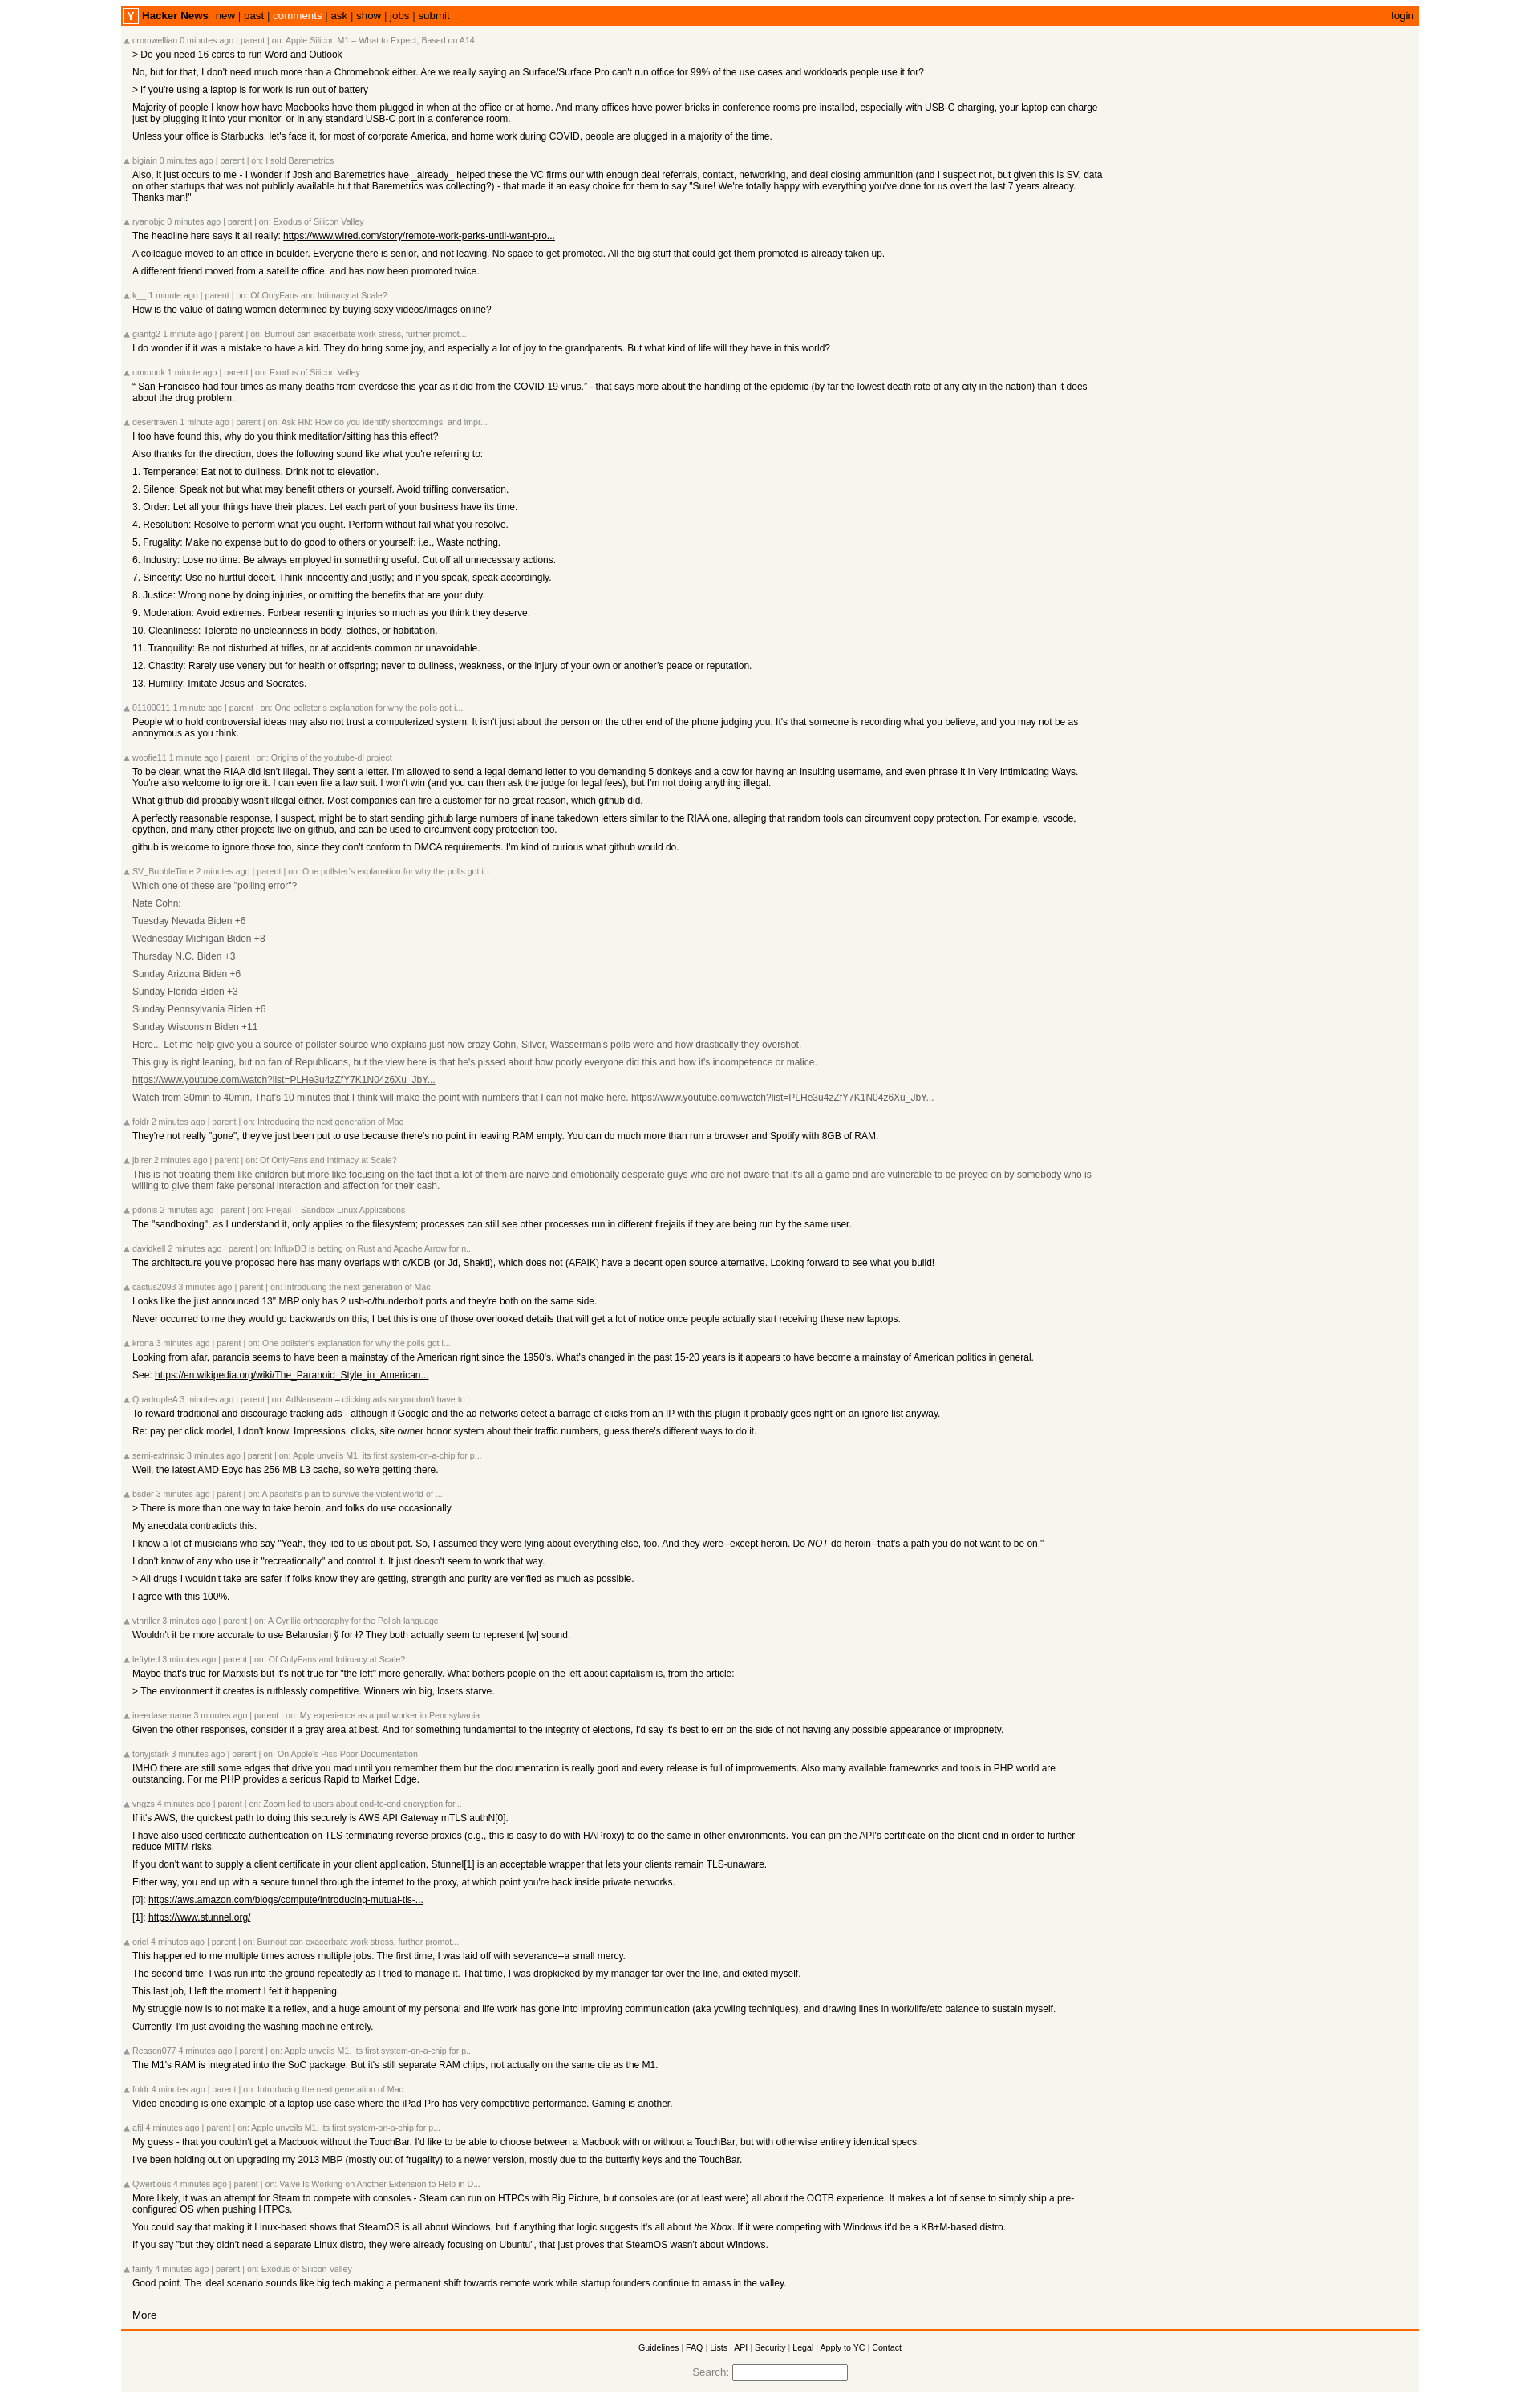 Y Hacker News new | past | comments | ask | show | jobs | submit login
cromwellian 0 minutes ago | parent | on: Apple Silicon M1 – What to Expect, Based on A14
> Do you need 16 cores to run Word and Outlook
No, but for that, I don't need much more than a Chromebook either. Are we really saying an Surface/Surface Pro can't run office for 99% of the use cases and workloads people use it for?
> if you're using a laptop is for work is run out of battery
Majority of people I know how have Macbooks have them plugged in when at the office or at home. And many offices have power-bricks in conference rooms pre-installed, especially with USB-C charging, your laptop can charge
just by plugging it into your monitor, or in any standard USB-C port in a conference room.
Unless your office is Starbucks, let's face it, for most of corporate America, and home work during COVID, people are plugged in a majority of the time.
bigiain 0 minutes ago | parent | on: I sold Baremetrics
Also, it just occurs to me - I wonder if Josh and Baremetrics have _already_ helped these the VC firms our with enough deal referrals, contact, networking, and deal closing ammunition (and I suspect not, but given this is SV, data
on other startups that was not publicly available but that Baremetrics was collecting?) - that made it an easy choice for them to say "Sure! We're totally happy with everything you've done for us overt the last 7 years already.
Thanks man!"
ryanobjc 0 minutes ago | parent | on: Exodus of Silicon Valley
The headline here says it all really: https://www.wired.com/story/remote-work-perks-until-want-pro...
A colleague moved to an office in boulder. Everyone there is senior, and not leaving. No space to get promoted. All the big stuff that could get them promoted is already taken up.
A different friend moved from a satellite office, and has now been promoted twice.
k__ 1 minute ago | parent | on: Of OnlyFans and Intimacy at Scale?
How is the value of dating women determined by buying sexy videos/images online?
giantg2 1 minute ago | parent | on: Burnout can exacerbate work stress, further promot...
I do wonder if it was a mistake to have a kid. They do bring some joy, and especially a lot of joy to the grandparents. But what kind of life will they have in this world?
ummonk 1 minute ago | parent | on: Exodus of Silicon Valley
“ San Francisco had four times as many deaths from overdose this year as it did from the COVID-19 virus.” - that says more about the handling of the epidemic (by far the lowest death rate of any city in the nation) than it does
about the drug problem.
desertraven 1 minute ago | parent | on: Ask HN: How do you identify shortcomings, and impr...
I too have found this, why do you think meditation/sitting has this effect?
Also thanks for the direction, does the following sound like what you're referring to:
1. Temperance: Eat not to dullness. Drink not to elevation.
2. Silence: Speak not but what may benefit others or yourself. Avoid trifling conversation.
3. Order: Let all your things have their places. Let each part of your business have its time.
4. Resolution: Resolve to perform what you ought. Perform without fail what you resolve.
5. Frugality: Make no expense but to do good to others or yourself: i.e., Waste nothing.
6. Industry: Lose no time. Be always employed in something useful. Cut off all unnecessary actions.
7. Sincerity: Use no hurtful deceit. Think innocently and justly; and if you speak, speak accordingly.
8. Justice: Wrong none by doing injuries, or omitting the benefits that are your duty.
9. Moderation: Avoid extremes. Forbear resenting injuries so much as you think they deserve.
10. Cleanliness: Tolerate no uncleanness in body, clothes, or habitation.
11. Tranquility: Be not disturbed at trifles, or at accidents common or unavoidable.
12. Chastity: Rarely use venery but for health or offspring; never to dullness, weakness, or the injury of your own or another’s peace or reputation.
13. Humility: Imitate Jesus and Socrates.
01100011 1 minute ago | parent | on: One pollster’s explanation for why the polls got i...
People who hold controversial ideas may also not trust a computerized system. It isn't just about the person on the other end of the phone judging you. It's that someone is recording what you believe, and you may not be as
anonymous as you think.
woofie11 1 minute ago | parent | on: Origins of the youtube-dl project
To be clear, what the RIAA did isn't illegal. They sent a letter. I'm allowed to send a legal demand letter to you demanding 5 donkeys and a cow for having an insulting username, and even phrase it in Very Intimidating Ways.
You're also welcome to ignore it. I can even file a law suit. I won't win (and you can then ask the judge for legal fees), but I'm not doing anything illegal.
What github did probably wasn't illegal either. Most companies can fire a customer for no great reason, which github did.
A perfectly reasonable response, I suspect, might be to start sending github large numbers of inane takedown letters similar to the RIAA one, alleging that random tools can circumvent copy protection. For example, vscode,
cpython, and many other projects live on github, and can be used to circumvent copy protection too.
github is welcome to ignore those too, since they don't conform to DMCA requirements. I'm kind of curious what github would do.
SV_BubbleTime 2 minutes ago | parent | on: One pollster’s explanation for why the polls got i...
Which one of these are "polling error"?
Nate Cohn:
Tuesday Nevada Biden +6
Wednesday Michigan Biden +8
Thursday N.C. Biden +3
Sunday Arizona Biden +6
Sunday Florida Biden +3
Sunday Pennsylvania Biden +6
Sunday Wisconsin Biden +11
Here... Let me help give you a source of pollster source who explains just how crazy Cohn, Silver, Wasserman's polls were and how drastically they overshot.
This guy is right leaning, but no fan of Republicans, but the view here is that he's pissed about how poorly everyone did this and how it's incompetence or malice.
https://www.youtube.com/watch?list=PLHe3u4zZfY7K1N04z6Xu_JbY...
Watch from 30min to 40min. That's 10 minutes that I think will make the point with numbers that I can not make here. https://www.youtube.com/watch?list=PLHe3u4zZfY7K1N04z6Xu_JbY...
foldr 2 minutes ago | parent | on: Introducing the next generation of Mac
They're not really "gone", they've just been put to use because there's no point in leaving RAM empty. You can do much more than run a browser and Spotify with 8GB of RAM.
jbirer 2 minutes ago | parent | on: Of OnlyFans and Intimacy at Scale?
This is not treating them like children but more like focusing on the fact that a lot of them are naive and emotionally desperate guys who are not aware that it's all a game and are vulnerable to be preyed on by somebody who is
willing to give them fake personal interaction and affection for their cash.
pdonis 2 minutes ago | parent | on: Firejail – Sandbox Linux Applications
The "sandboxing", as I understand it, only applies to the filesystem; processes can still see other processes run in different firejails if they are being run by the same user.
davidkell 2 minutes ago | parent | on: InfluxDB is betting on Rust and Apache Arrow for n...
The architecture you've proposed here has many overlaps with q/KDB (or Jd, Shakti), which does not (AFAIK) have a decent open source alternative. Looking forward to see what you build!
cactus2093 3 minutes ago | parent | on: Introducing the next generation of Mac
Looks like the just announced 13" MBP only has 2 usb-c/thunderbolt ports and they're both on the same side.
Never occurred to me they would go backwards on this, I bet this is one of those overlooked details that will get a lot of notice once people actually start receiving these new laptops.
krona 3 minutes ago | parent | on: One pollster’s explanation for why the polls got i...
Looking from afar, paranoia seems to have been a mainstay of the American right since the 1950's. What's changed in the past 15-20 years is it appears to have become a mainstay of American politics in general.
See: https://en.wikipedia.org/wiki/The_Paranoid_Style_in_American...
QuadrupleA 3 minutes ago | parent | on: AdNauseam – clicking ads so you don't have to
To reward traditional and discourage tracking ads - although if Google and the ad networks detect a barrage of clicks from an IP with this plugin it probably goes right on an ignore list anyway.
Re: pay per click model, I don't know. Impressions, clicks, site owner honor system about their traffic numbers, guess there's different ways to do it.
semi-extrinsic 3 minutes ago | parent | on: Apple unveils M1, its first system-on-a-chip for p...
Well, the latest AMD Epyc has 256 MB L3 cache, so we're getting there.
bsder 3 minutes ago | parent | on: A pacifist's plan to survive the violent world of ...
> There is more than one way to take heroin, and folks do use occasionally.
My anecdata contradicts this.
I know a lot of musicians who say "Yeah, they lied to us about pot. So, I assumed they were lying about everything else, too. And they were--except heroin. Do NOT do heroin--that's a path you do not want to be on."
I don't know of any who use it "recreationally" and control it. It just doesn't seem to work that way.
> All drugs I wouldn't take are safer if folks know they are getting, strength and purity are verified as much as possible.
I agree with this 100%.
vthriller 3 minutes ago | parent | on: A Cyrillic orthography for the Polish language
Wouldn't it be more accurate to use Belarusian ў for ł? They both actually seem to represent [w] sound.
leftyted 3 minutes ago | parent | on: Of OnlyFans and Intimacy at Scale?
Maybe that's true for Marxists but it's not true for "the left" more generally. What bothers people on the left about capitalism is, from the article:
> The environment it creates is ruthlessly competitive. Winners win big, losers starve.
ineedasername 3 minutes ago | parent | on: My experience as a poll worker in Pennsylvania
Given the other responses, consider it a gray area at best. And for something fundamental to the integrity of elections, I'd say it's best to err on the side of not having any possible appearance of impropriety.
tonyjstark 3 minutes ago | parent | on: On Apple's Piss-Poor Documentation
IMHO there are still some edges that drive you mad until you remember them but the documentation is really good and every release is full of improvements. Also many available frameworks and tools in PHP world are
outstanding. For me PHP provides a serious Rapid to Market Edge.
vngzs 4 minutes ago | parent | on: Zoom lied to users about end-to-end encryption for...
If it's AWS, the quickest path to doing this securely is AWS API Gateway mTLS authN[0].
I have also used certificate authentication on TLS-terminating reverse proxies (e.g., this is easy to do with HAProxy) to do the same in other environments. You can pin the API's certificate on the client end in order to further
reduce MITM risks.
If you don't want to supply a client certificate in your client application, Stunnel[1] is an acceptable wrapper that lets your clients remain TLS-unaware.
Either way, you end up with a secure tunnel through the internet to the proxy, at which point you're back inside private networks.
[0]: https://aws.amazon.com/blogs/compute/introducing-mutual-tls-...
[1]: https://www.stunnel.org/
oriel 4 minutes ago | parent | on: Burnout can exacerbate work stress, further promot...
This happened to me multiple times across multiple jobs. The first time, I was laid off with severance--a small mercy.
The second time, I was run into the ground repeatedly as I tried to manage it. That time, I was dropkicked by my manager far over the line, and exited myself.
This last job, I left the moment I felt it happening.
My struggle now is to not make it a reflex, and a huge amount of my personal and life work has gone into improving communication (aka yowling techniques), and drawing lines in work/life/etc balance to sustain myself.
Currently, I'm just avoiding the washing machine entirely.
Reason077 4 minutes ago | parent | on: Apple unveils M1, its first system-on-a-chip for p...
The M1's RAM is integrated into the SoC package. But it's still separate RAM chips, not actually on the same die as the M1.
foldr 4 minutes ago | parent | on: Introducing the next generation of Mac
Video encoding is one example of a laptop use case where the iPad Pro has very competitive performance. Gaming is another.
afjl 4 minutes ago | parent | on: Apple unveils M1, its first system-on-a-chip for p...
My guess - that you couldn't get a Macbook without the TouchBar. I'd like to be able to choose between a Macbook with or without a TouchBar, but with otherwise entirely identical specs.
I've been holding out on upgrading my 2013 MBP (mostly out of frugality) to a newer version, mostly due to the butterfly keys and the TouchBar.
Qwertious 4 minutes ago | parent | on: Valve Is Working on Another Extension to Help in D...
More likely, it was an attempt for Steam to compete with consoles - Steam can run on HTPCs with Big Picture, but consoles are (or at least were) all about the OOTB experience. It makes a lot of sense to simply ship a pre-
configured OS when pushing HTPCs.
You could say that making it Linux-based shows that SteamOS is all about Windows, but if anything that logic suggests it's all about the Xbox. If it were competing with Windows it'd be a KB+M-based distro.
If you say "but they didn't need a separate Linux distro, they were already focusing on Ubuntu", that just proves that SteamOS wasn't about Windows.
fairity 4 minutes ago | parent | on: Exodus of Silicon Valley
Good point. The ideal scenario sounds like big tech making a permanent shift towards remote work while startup founders continue to amass in the valley.
More
Guidelines | FAQ | Lists | API | Security | Legal | Apply to YC | Contact
Search: